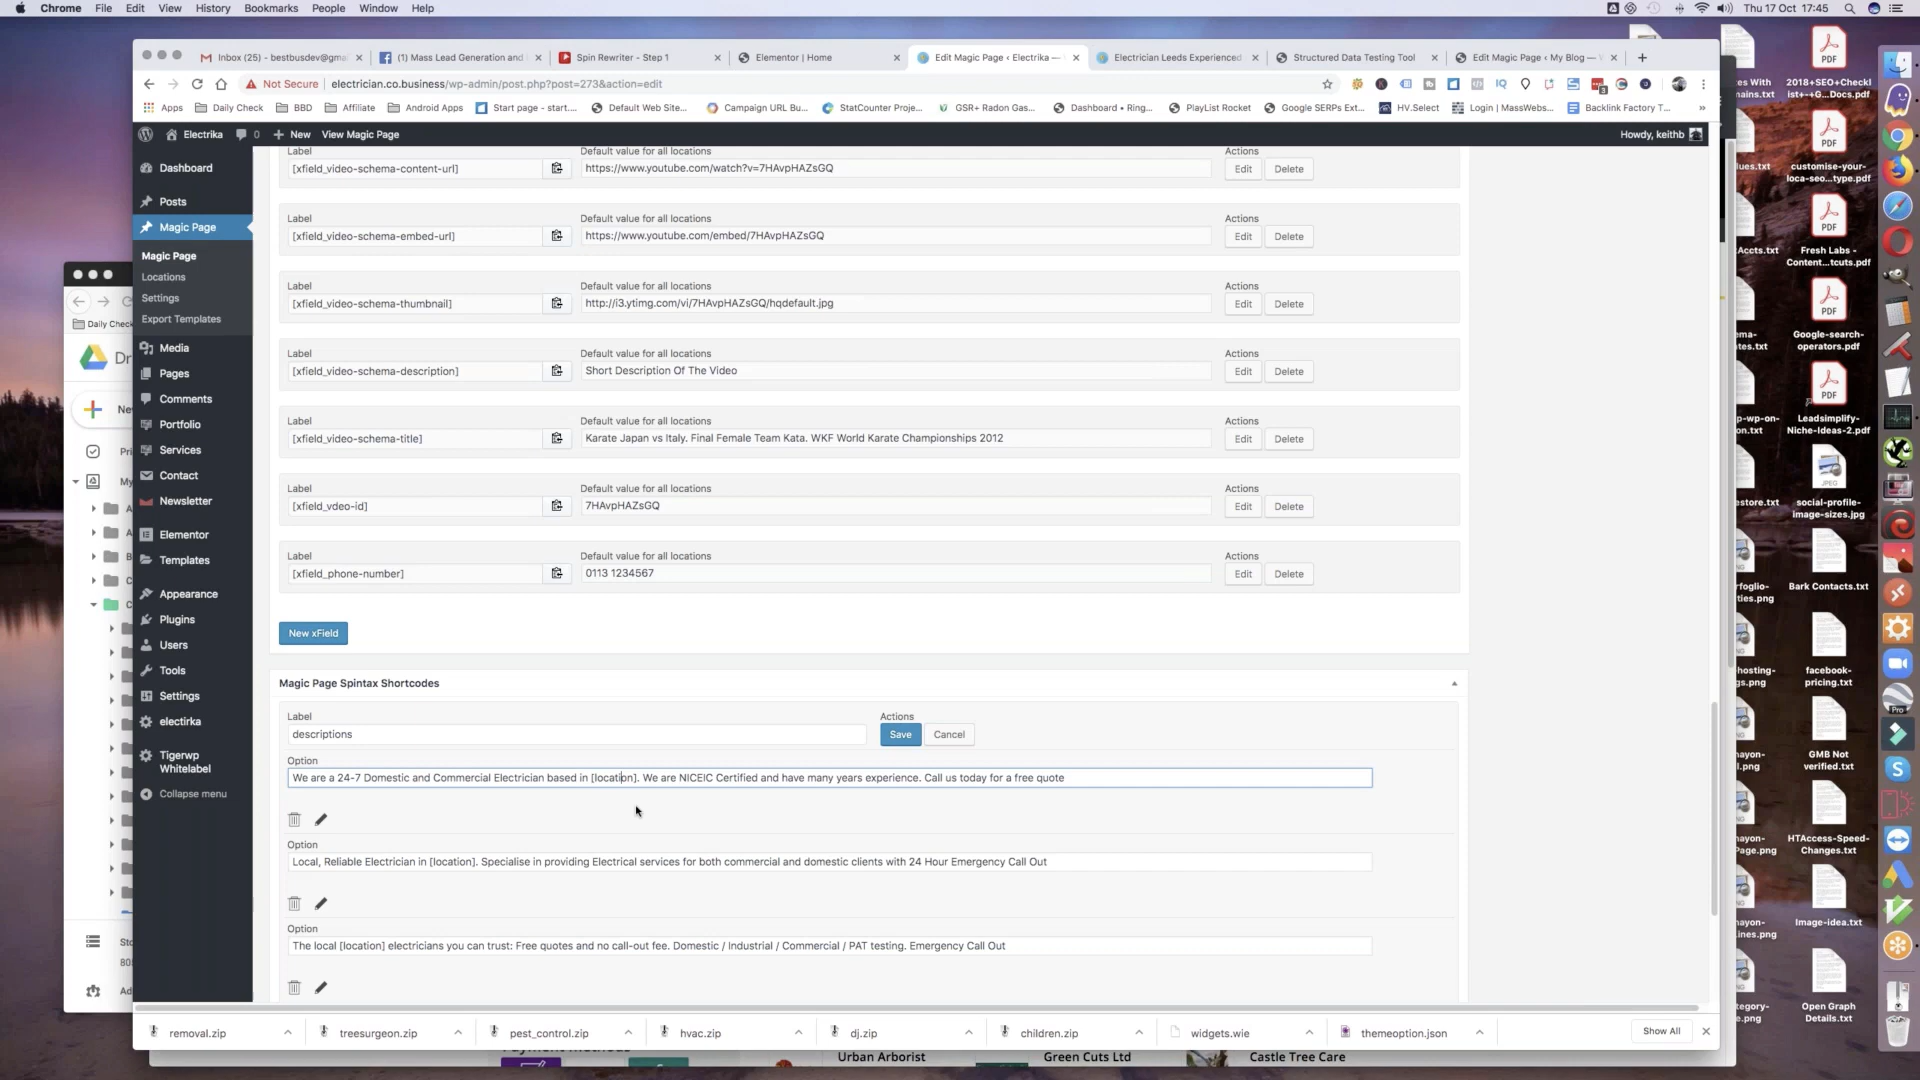 Chrome File Edit View History Bookmarks People Window Help Thu 17 Oct 17:45
Inbox (25) - bestbusdev@gma (1) Mass Lead Generation and Spin Rewriter - Step 1 Elementor | Home Edit Magic Page ‹ Electrika — Electrician Leeds Experienced Structured Data Testing Tool Edit Magic Page ‹ My Blog —
Not Secure electrician.co.business/wp-admin/post.php?post=273&action=edit
Apps Daily Check BBD Affiliate Android Apps Start page - start.... Default Web Site... Campaign URL Bu... StatCounter Proje... GSR+ Radon Gas... Dashboard • Ring... PlayList Rocket Google SERPs Ext... HV.Select Login | MassWebs... Backlink Factory T...
Electrika 0 New View Magic Page Howdy, keithb
Dashboard
Posts
Magic Page
Magic Page
Locations
Settings
Export Templates
Media
Pages
Comments
Portfolio
Services
Contact
Newsletter
Elementor
Templates
Appearance
Plugins
Users
Tools
Settings
electirka
Tigerwp
Whitelabel
Collapse menu
Label Default value for all locations Actions
[xfield_video-schema-content-url] https://www.youtube.com/watch?v=7HAvpHAZsGQ Edit Delete
Label Default value for all locations Actions
[xfield_video-schema-embed-url] https://www.youtube.com/embed/7HAvpHAZsGQ Edit Delete
Label Default value for all locations Actions
[xfield_video-schema-thumbnail] http://i3.ytimg.com/vi/7HAvpHAZsGQ/hqdefault.jpg Edit Delete
Label Default value for all locations Actions
[xfield_video-schema-description] Short Description Of The Video Edit Delete
Label Default value for all locations Actions
[xfield_video-schema-title] Karate Japan vs Italy. Final Female Team Kata. WKF World Karate Championships 2012 Edit Delete
Label Default value for all locations Actions
[xfield_vdeo-id] 7HAvpHAZsGQ Edit Delete
Label Default value for all locations Actions
[xfield_phone-number] 0113 1234567 Edit Delete
New xField
Magic Page Spintax Shortcodes
Label Actions
descriptions Save Cancel
Option
We are a 24-7 Domestic and Commercial Electrician based in [location]. We are NICEIC Certified and have many years experience. Call us today for a free quote
Option
Local, Reliable Electrician in [location]. Specialise in providing Electrical services for both commercial and domestic clients with 24 Hour Emergency Call Out
Option
The local [location] electricians you can trust: Free quotes and no call-out fee. Domestic / Industrial / Commercial / PAT testing. Emergency Call Out
removal.zip treesurgeon.zip pest_control.zip hvac.zip dj.zip children.zip widgets.wie themeoption.json Show All
Urban Arborist Green Cuts Ltd Castle Tree Care
Daily Check
Dr
Ne
Pri
My
Sto
80
Ad
PDF
2018+SEO+Checkl
ist+-+G...Docs.pdf
PDF
customise-your-
loca-seo...type.pdf
PDF
Fresh Labs -
Content...tcuts.pdf
PDF
Google-search-
operators.pdf
PDF
Leadsimplify-
Niche-Ideas-2.pdf
JPEG
social-profile-
image-sizes.jpg
Bark Contacts.txt
facebook-
pricing.txt
GMB Not
verified.txt
HTAccess-Speed-
Changes.txt
Image-idea.txt
Open Graph
Details.txt
Pro